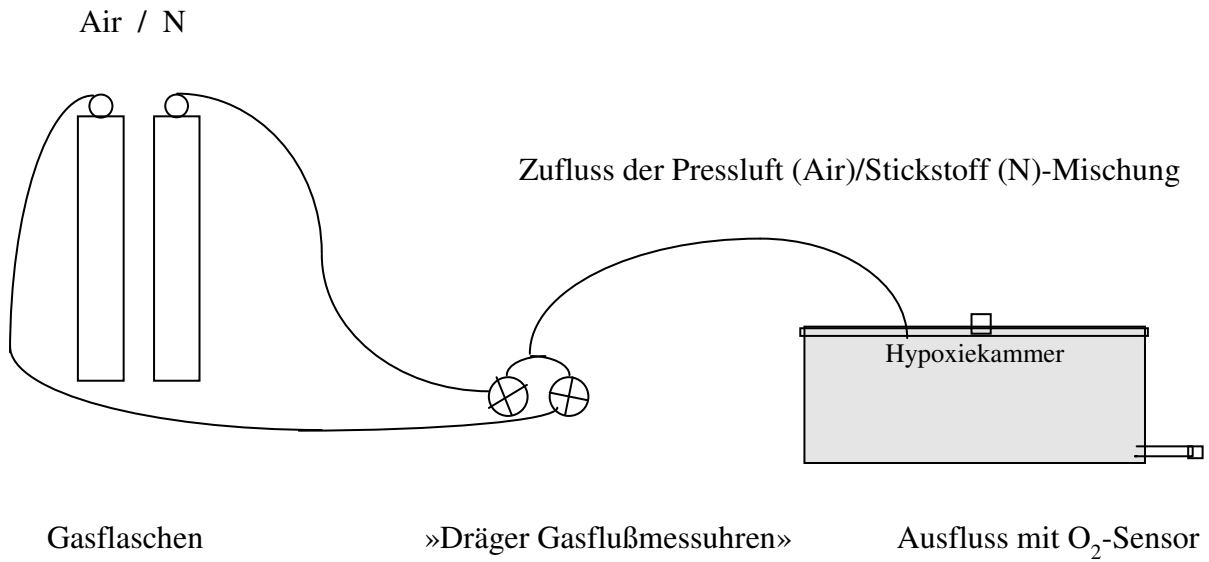 Air / N
Zufluss der Pressluft (Air)/Stickstoff (N)-Mischung
Hypoxiekammer
Gasflaschen
»Dräger Gasflußmessuhren»
Ausfluss mit O₂-Sensor